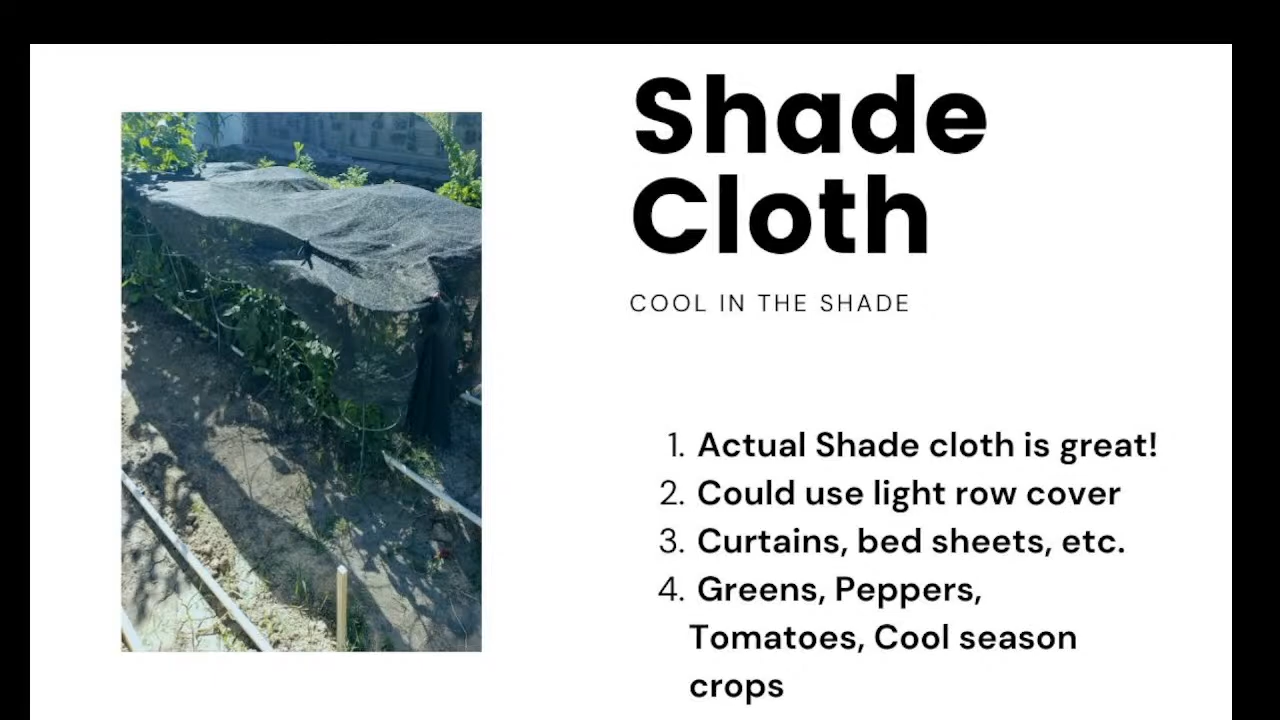 Shade
Cloth
COOL IN THE SHADE
1. Actual Shade cloth is great!
2. Could use light row cover
3. Curtains, bed sheets, etc.
4. Greens, Peppers,
Tomatoes, Cool season
crops